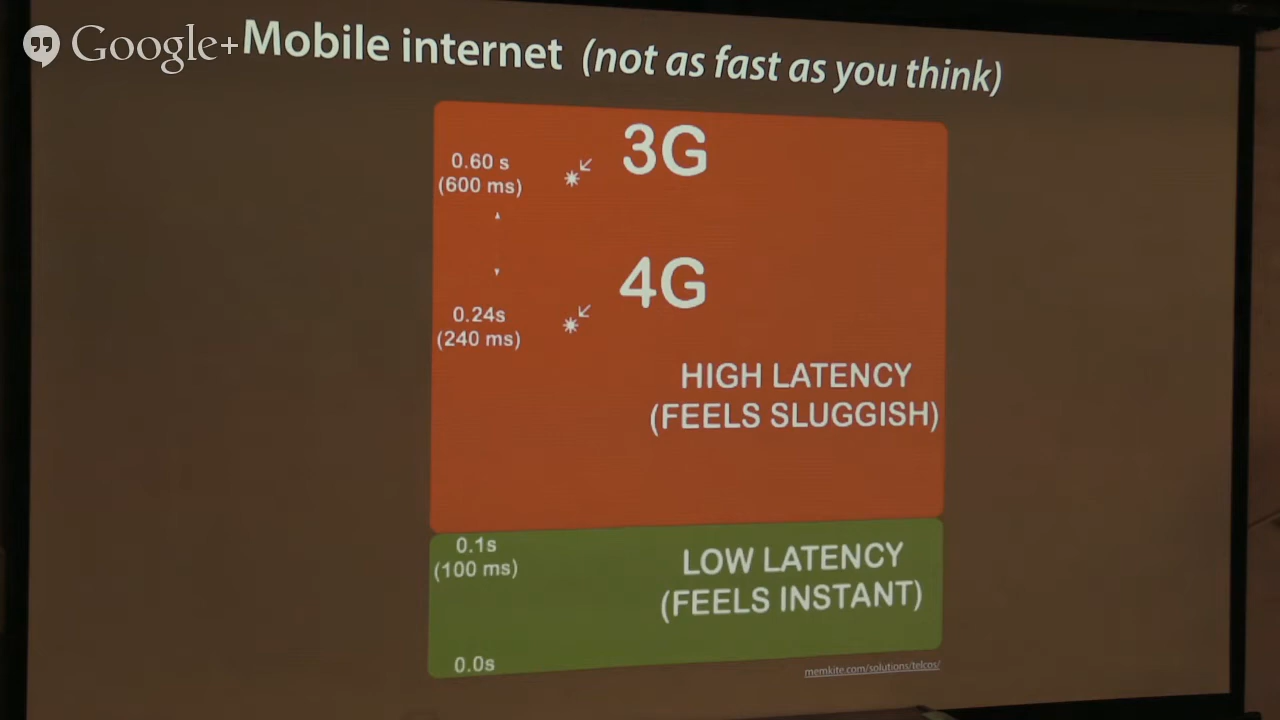 Google+
Mobile internet (not as fast as you think)
3G
0.60 s
(600 ms)
4G
0.24s
(240 ms)
HIGH LATENCY
(FEELS SLUGGISH)
0.1s
(100 ms)
LOW LATENCY
(FEELS INSTANT)
0.0s
memkite.com/solutions/telcos/